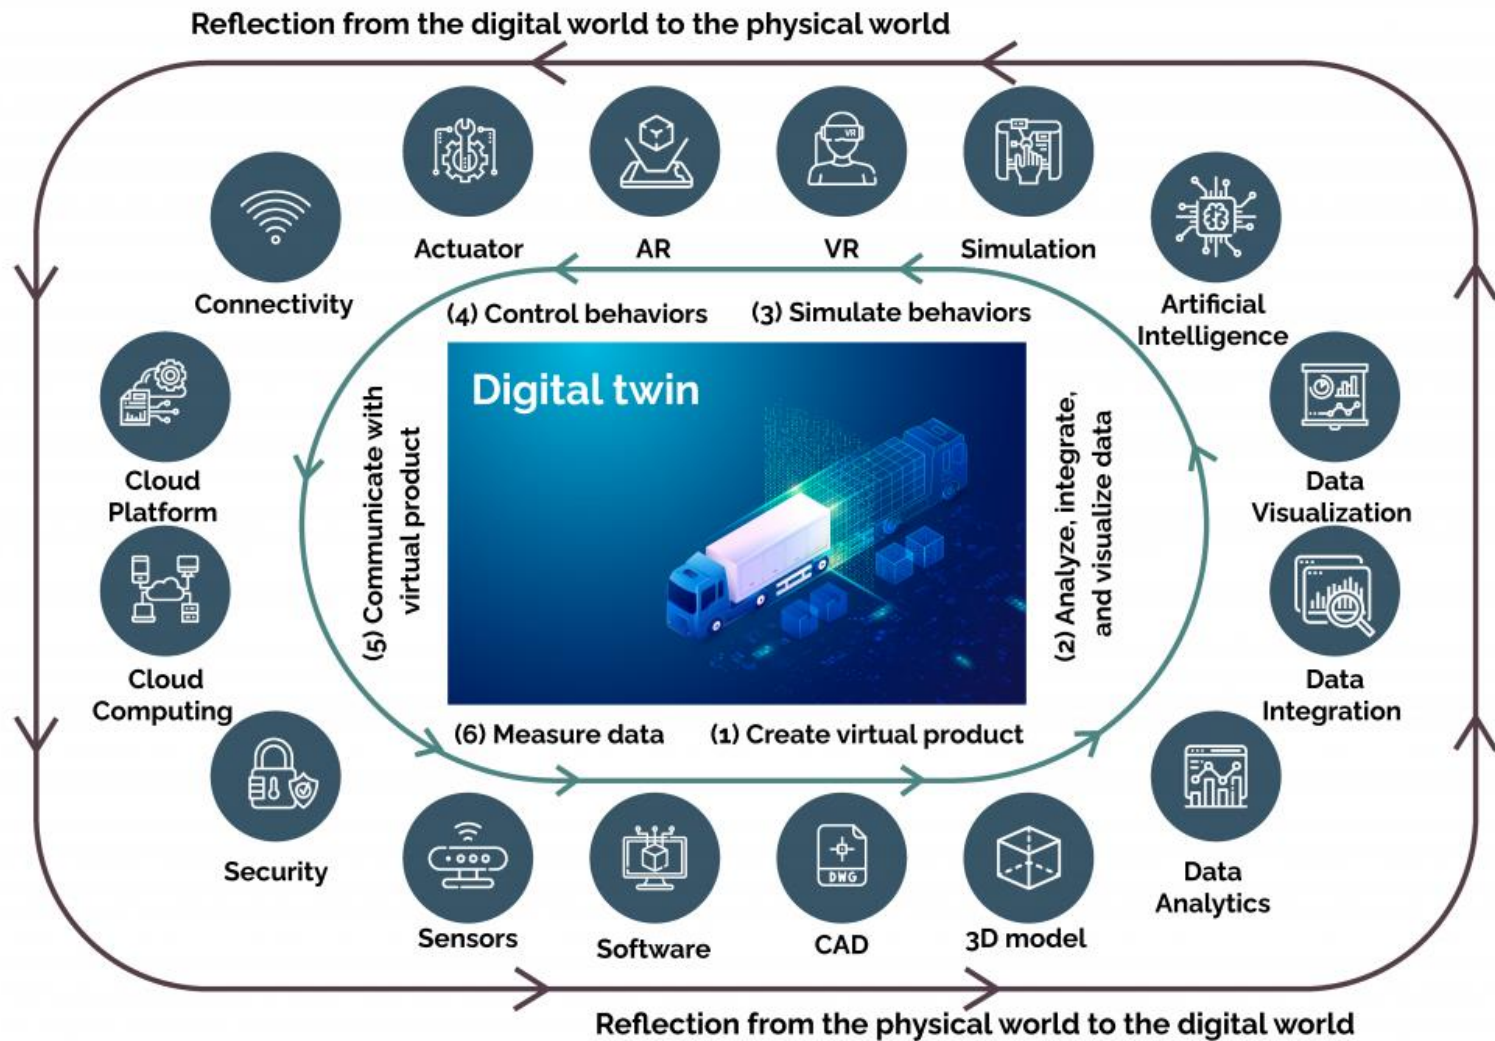 Reflection from the digital world to the physical world
Actuator
AR
VR
Simulation
Connectivity
Artificial
Intelligence
(4) Control behaviors
(3) Simulate behaviors
Digital twin
(5) Communicate with
virtual product
(2) Analyze, integrate,
and visualize data
Cloud
Platform
Data
Visualization
Cloud
Computing
Data
Integration
(6) Measure data
(1) Create virtual product
Security
Data
Analytics
Sensors
Software
CAD
3D model
VR
DWG
Reflection from the physical world to the digital world